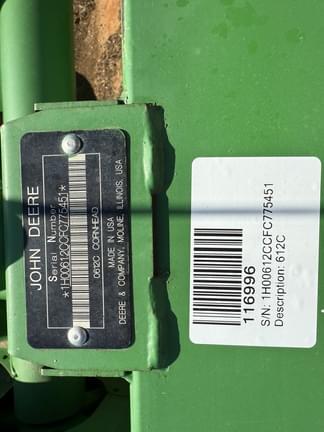 JOHN DEERE
Serial Number
*1H00612CCFC775451*
0612C CORNHEAD
MADE IN USA
DEERE & COMPANY, MOLINE, ILLINOIS, USA
116996
S/N: 1H00612CCFC775451
Description: 612C